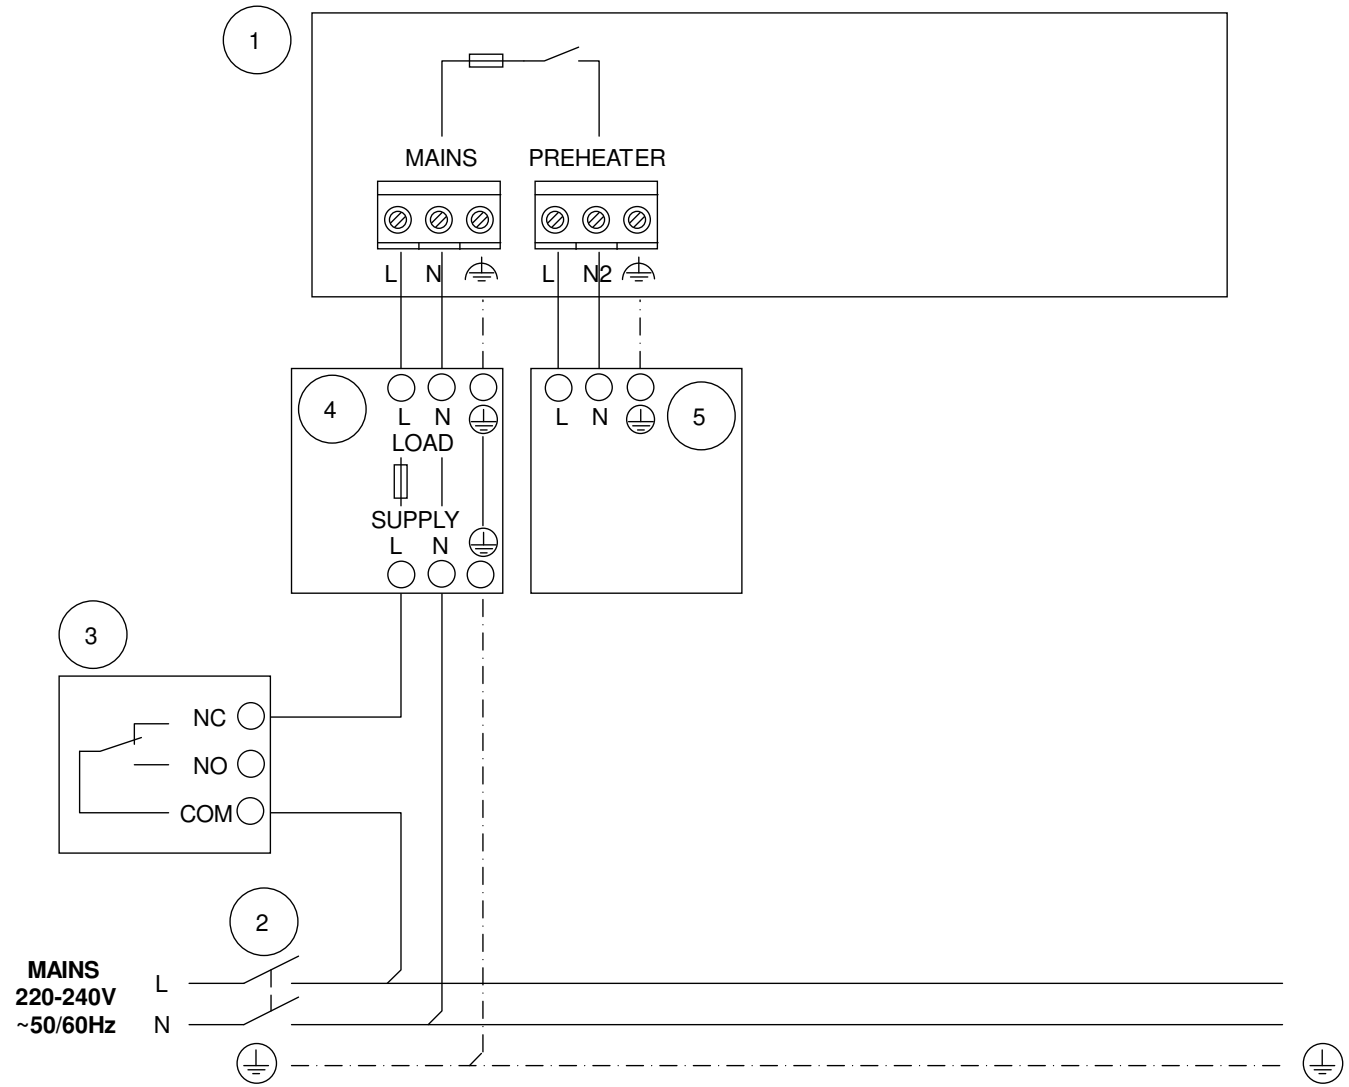 1
MAINS PREHEATER
L N L N2
4 L N L N 5
LOAD
SUPPLY
L N
3
NC
NO
COM
2
MAINS L
220-240V
~50/60Hz N